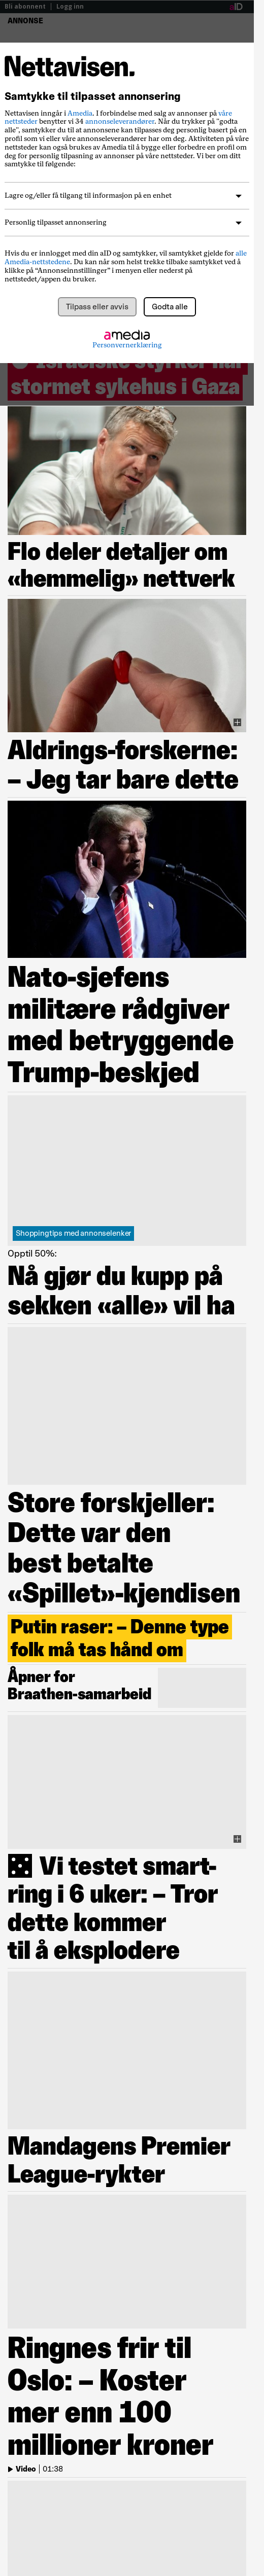 Bli abonnent | Logg inn
aID
ANNONSE
Nettavisen.
Samtykke til tilpasset annonsering
Nettavisen inngår i Amedia. I forbindelse med salg av annonser på våre
nettsteder benytter vi 34 annonseleverandører. Når du trykker på "godta
alle", samtykker du til at annonsene kan tilpasses deg personlig basert på en
profil som vi eller våre annonseleverandører har om deg. Aktiviteten på våre
nettsteder kan også brukes av Amedia til å bygge eller forbedre en profil om
deg for personlig tilpasning av annonser på våre nettsteder. Vi ber om ditt
samtykke til følgende:
Lagre og/eller få tilgang til informasjon på en enhet
Personlig tilpasset annonsering
Hvis du er innlogget med din aID og samtykker, vil samtykket gjelde for alle
Amedia-nettstedene. Du kan når som helst trekke tilbake samtykket ved å
klikke på “Annonseinnstillinger” i menyen eller nederst på
nettstedet/appen du bruker.
Tilpass eller avvis
Godta alle
amedia
Personvernerklæring
Israelske styrker har
stormet sykehus i Gaza
Flo deler detaljer om
«hemmelig» nettverk
Aldrings-forskerne:
– Jeg tar bare dette
Nato-sjefens
militære rådgiver
med betryggende
Trump-beskjed
Shoppingtips med annonselenker
Opptil 50%:
Nå gjør du kupp på
sekken «alle» vil ha
Store forskjeller:
Dette var den
best betalte
«Spillet»-kjendisen
Putin raser: – Denne type
folk må tas hånd om
Åpner for
Braathen-samarbeid
Vi testet smart-
ring i 6 uker: – Tror
dette kommer
til å eksplodere
Mandagens Premier
League-rykter
Ringnes frir til
Oslo: – Koster
mer enn 100
millioner kroner
Video | 01:38